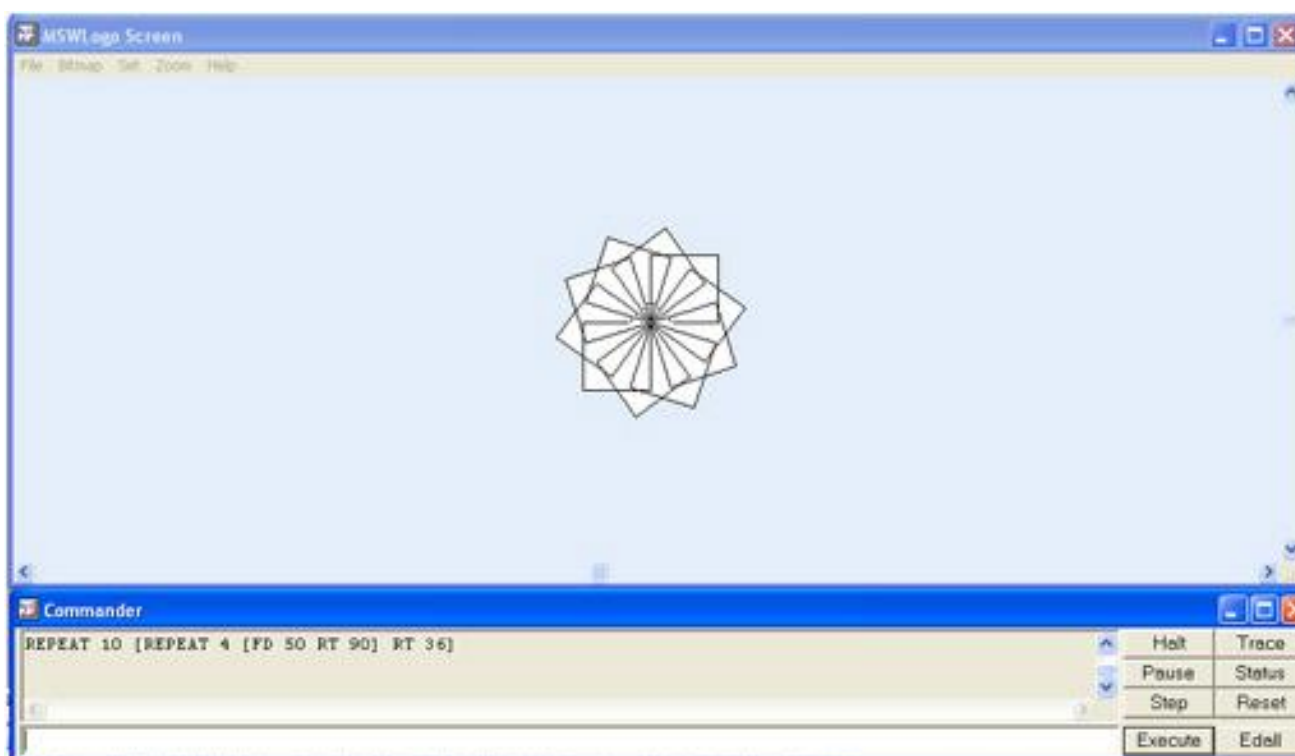 MSWLogo Screen
File Bitmap Set Zoom Help
Commander
REPEAT 10 [REPEAT 4 [FD 50 RT 90] RT 36]
Halt Trace
Pause Status
Step Reset
Execute Edall